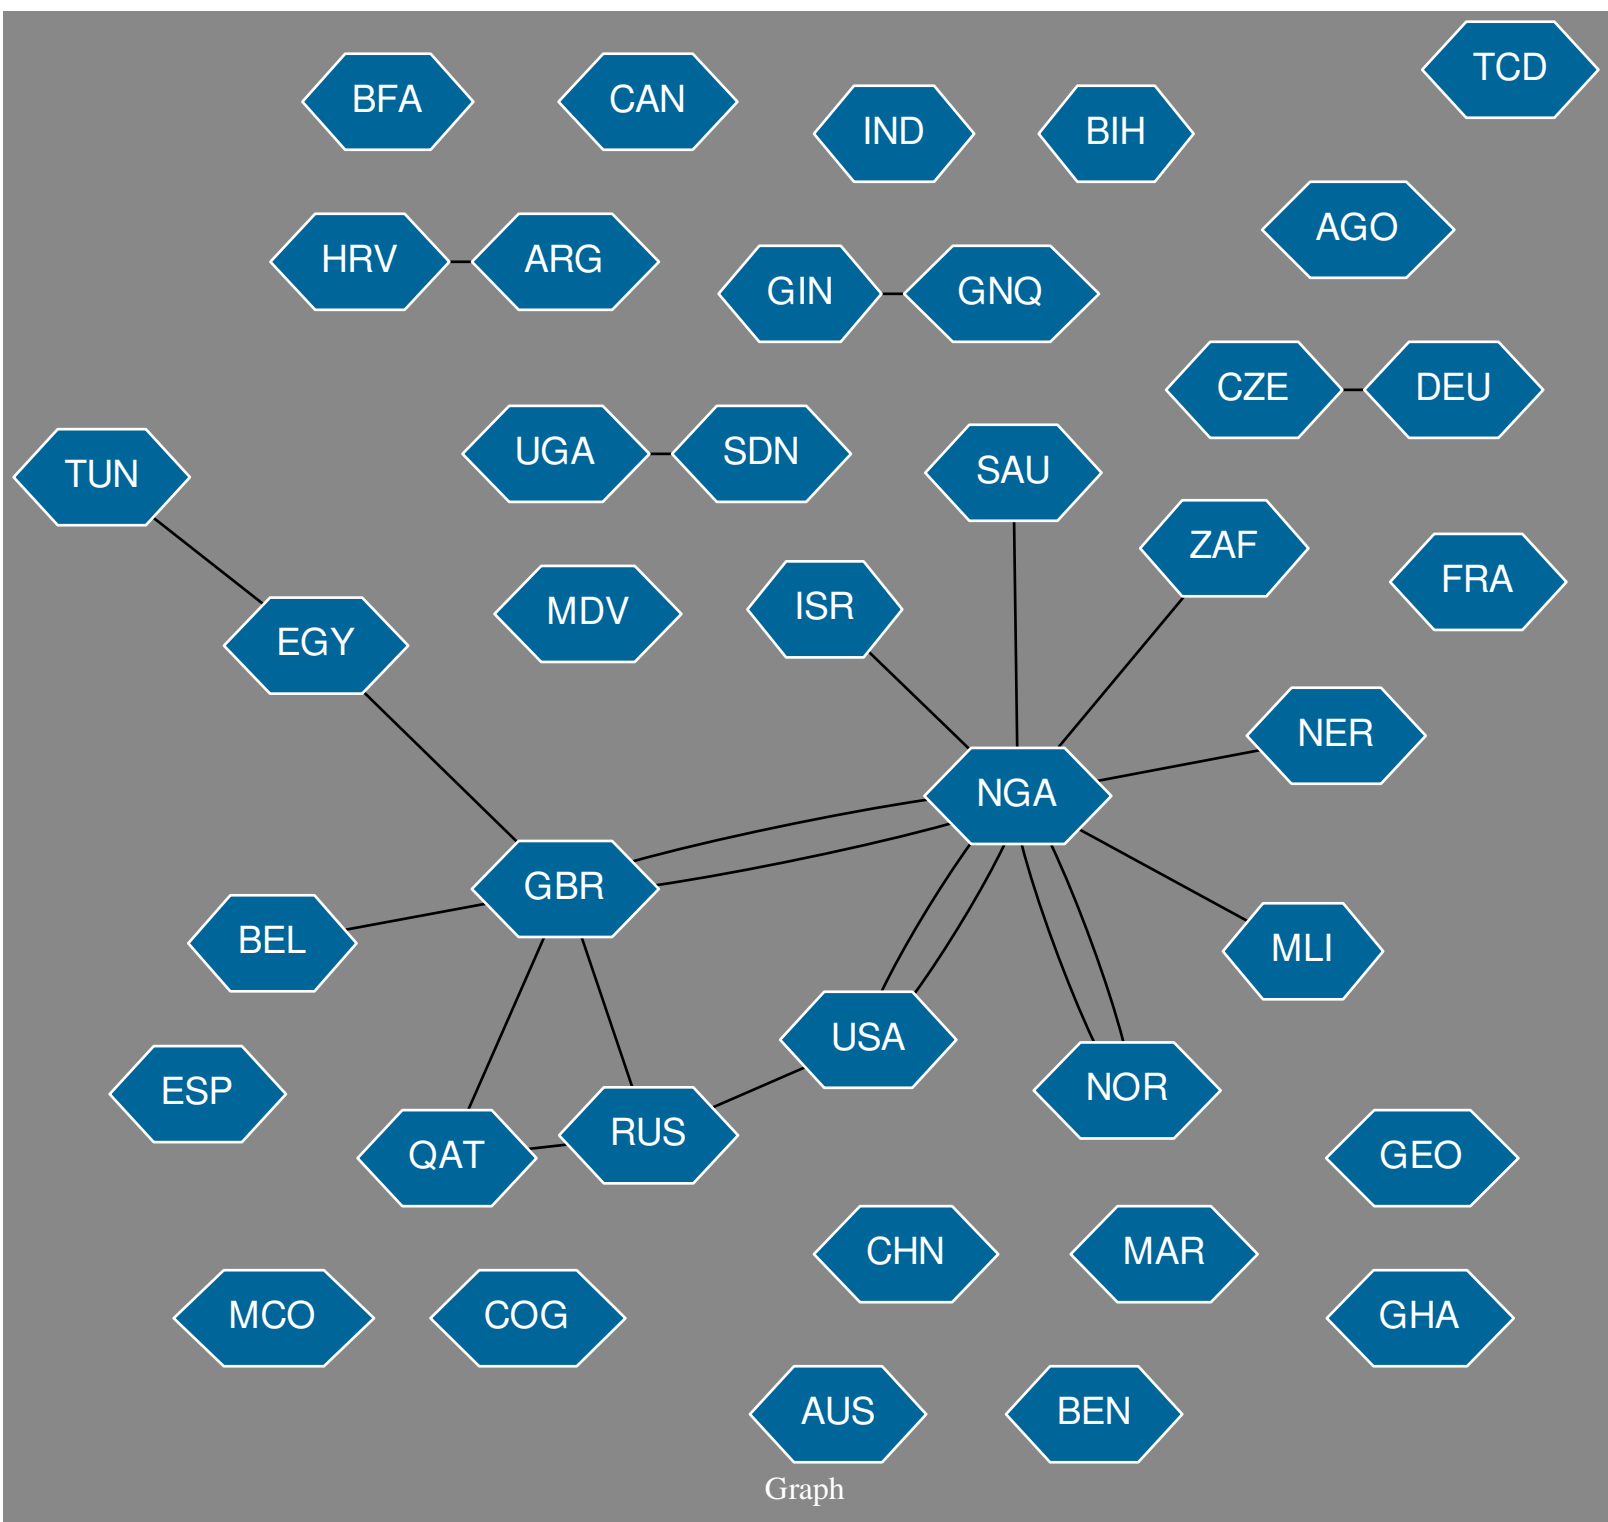 TCD
BFA
CAN
IND
BIH
AGO
HRV
ARG
GIN
GNQ
CZE
DEU
UGA
SDN
SAU
TUN
ZAF
FRA
ISR
MDV
EGY
NER
NGA
GBR
BEL
MLI
USA
NOR
ESP
RUS
QAT
GEO
CHN
MAR
MCO
COG
GHA
AUS
BEN
Graph